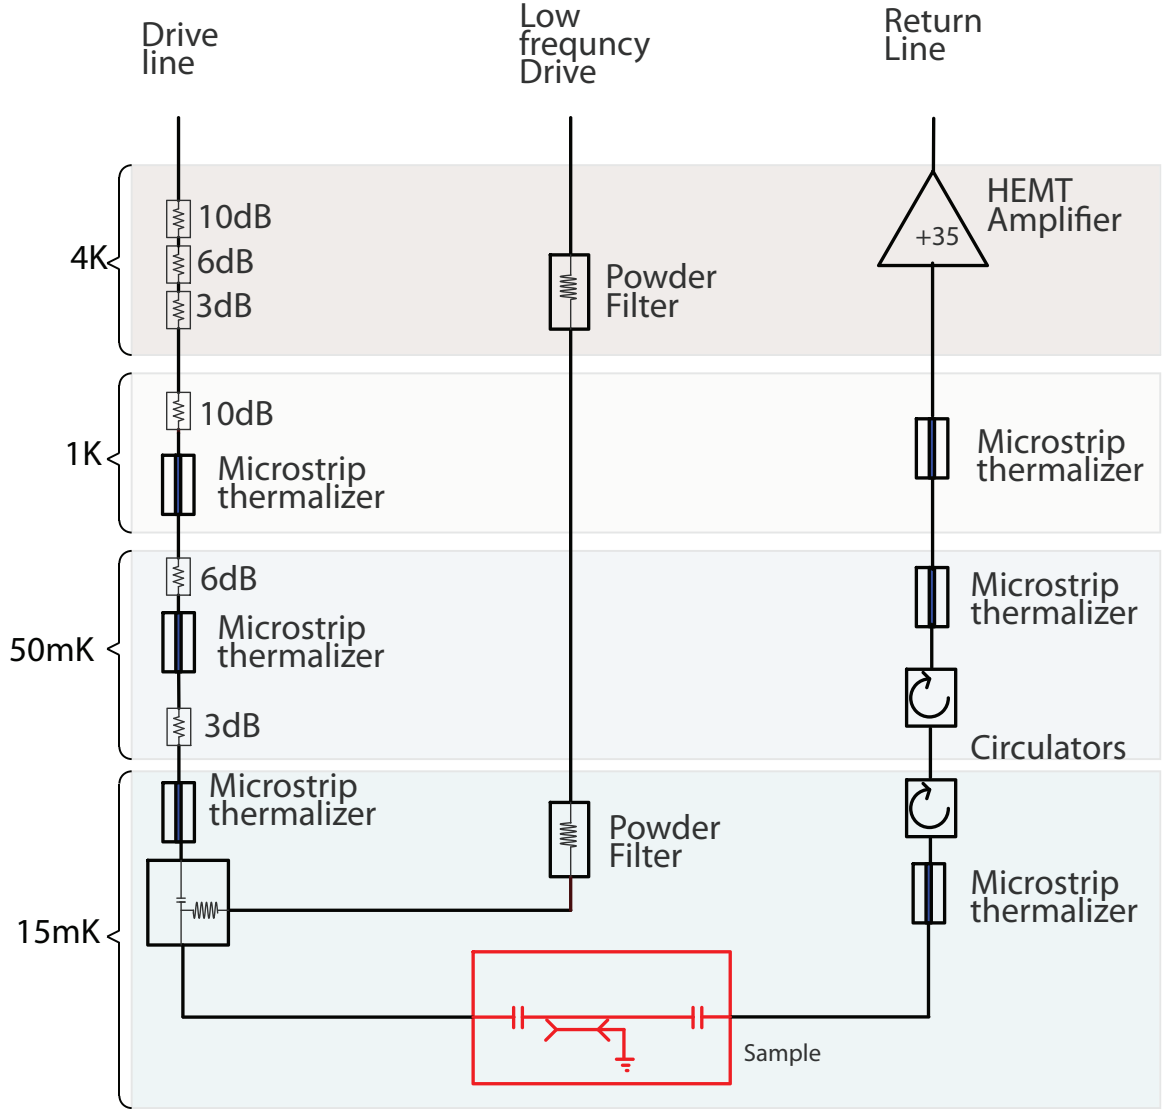 Drive
line
Low
frequncy
Drive
Return
Line
4K
10dB
6dB
3dB
Powder
Filter
+35
HEMT
Amplifier
1K
10dB
Microstrip
thermalizer
Microstrip
thermalizer
50mK
6dB
Microstrip
thermalizer
3dB
Microstrip
thermalizer
Circulators
15mK
Microstrip
thermalizer
Powder
Filter
Microstrip
thermalizer
Sample